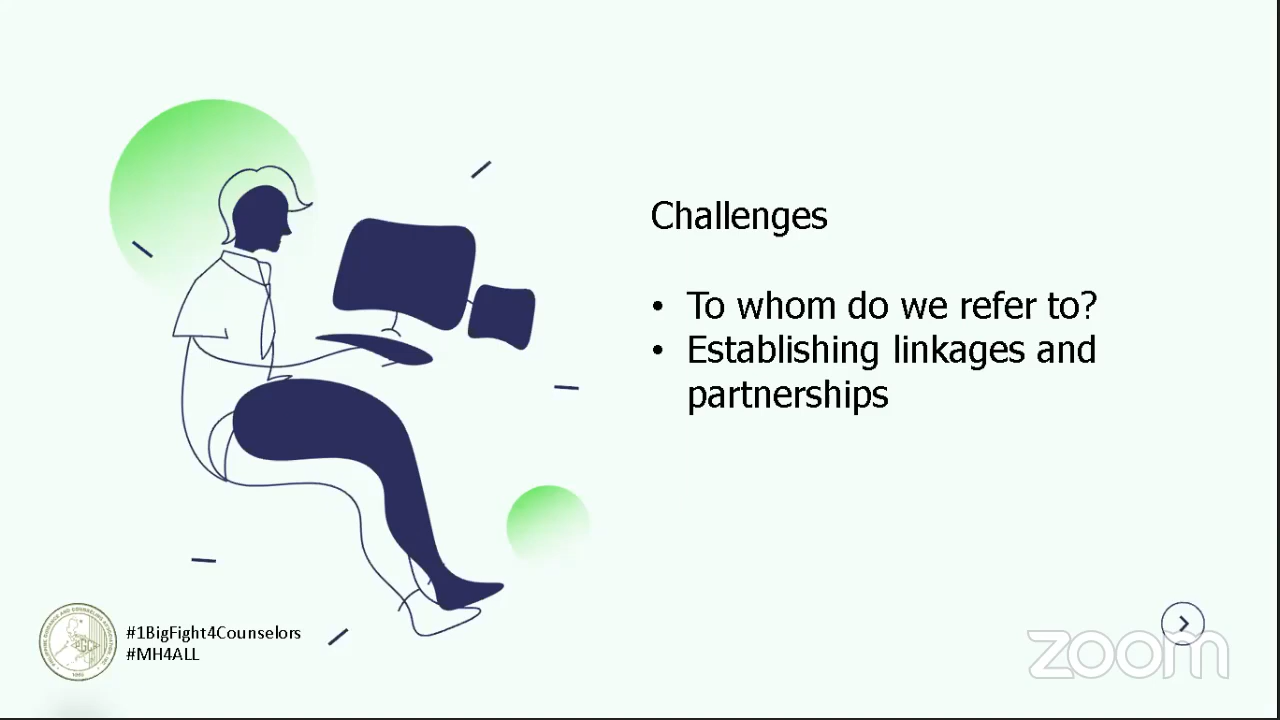 Challenges
• To whom do we refer to?
• Establishing linkages and
partnerships
#1BigFight4Counselors
#MH4ALL
zoom